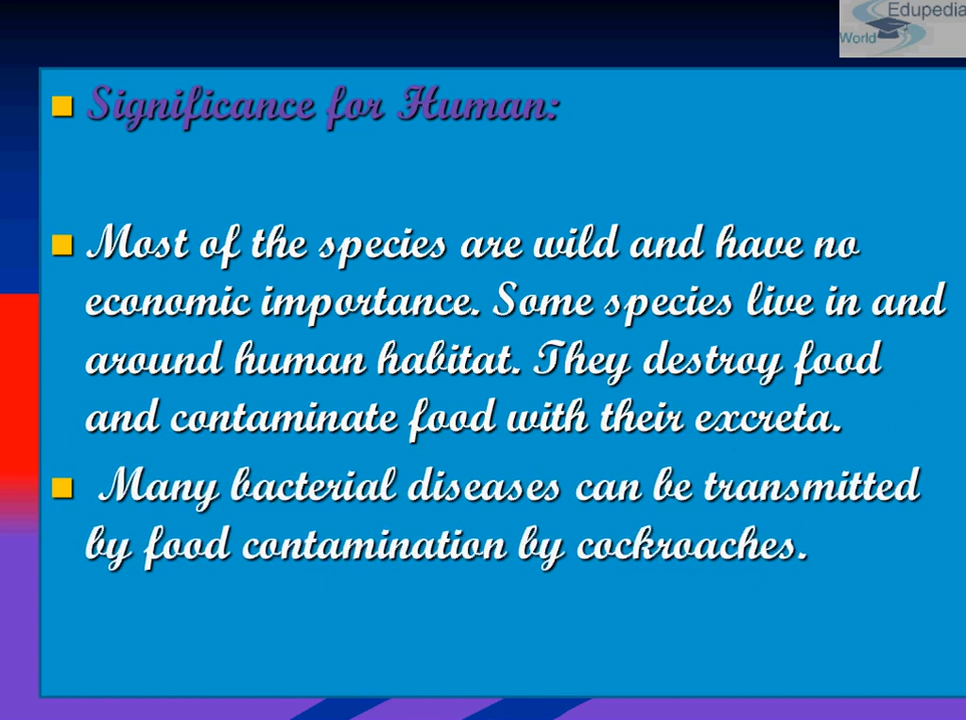 Edupedia
World
Significance for Human:
Most of the species are wild and have no
economic importance. Some species live in and
around human habitat. They destroy food
and contaminate food with their excreta.
Many bacterial diseases can be transmitted
by food contamination by cockroaches.